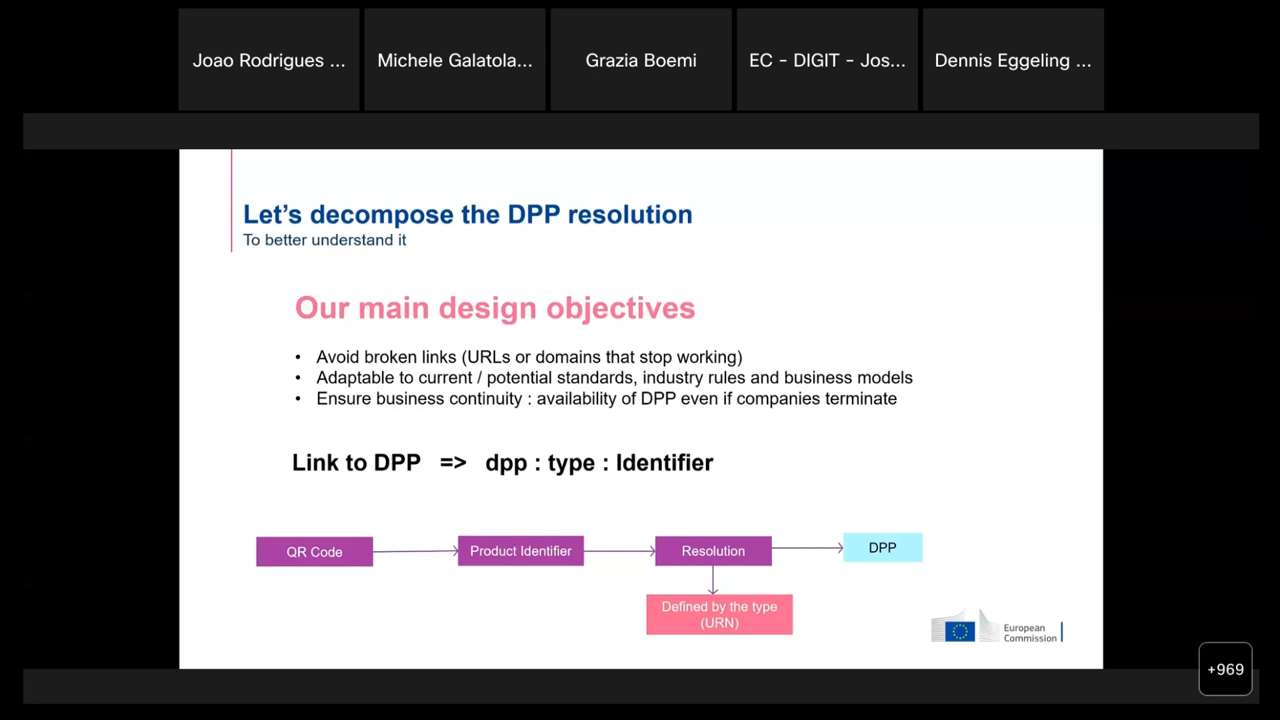 Joao Rodrigues ...
Michele Galatola...
Grazia Boemi
EC - DIGIT - Jos...
Dennis Eggeling ...
Let's decompose the DPP resolution
To better understand it
Our main design objectives
• Avoid broken links (URLs or domains that stop working)
• Adaptable to current / potential standards, industry rules and business models
• Ensure business continuity : availability of DPP even if companies terminate
Link to DPP => dpp : type : Identifier
QR Code
Product Identifier
Resolution
DPP
Defined by the type
(URN)
European
Commission
+969